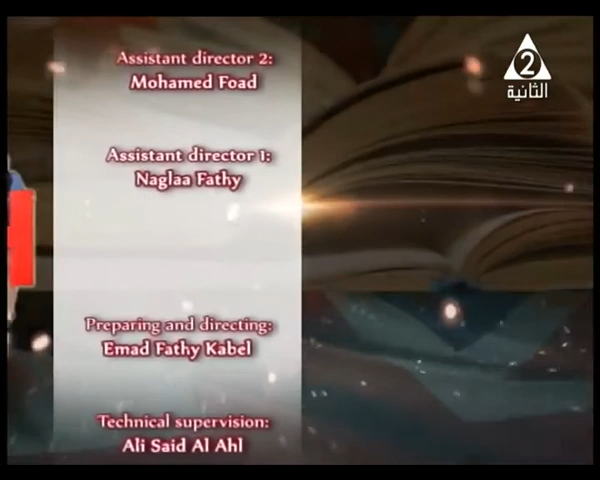 Assistant director 2:
Mohamed Foad
2
الثانية
Assistant director 1:
Naglaa Fathy
Preparing and directing:
Emad Fathy Kabel
Technical supervision:
Ali Said Al Ahl